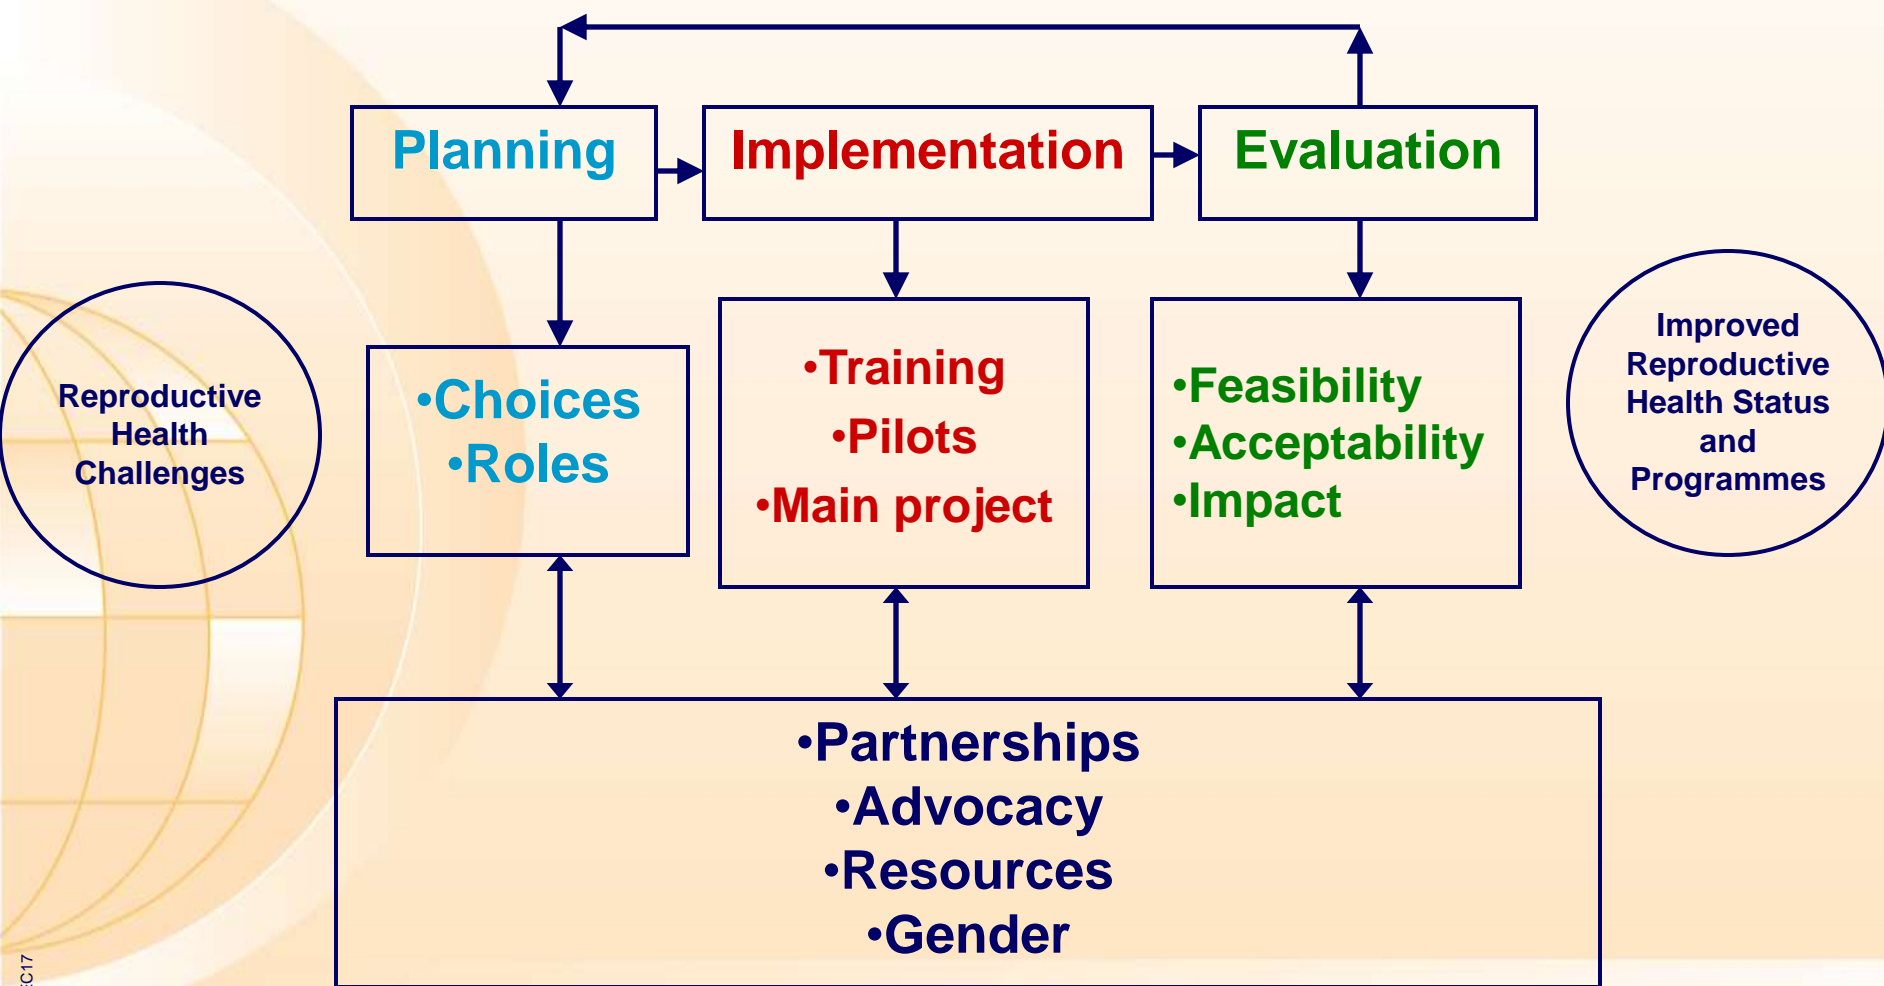 Planning
Implementation
Evaluation
Reproductive
Health
Challenges
•Choices
•Roles
•Training
•Pilots
•Main project
•Feasibility
•Acceptability
•Impact
Improved
Reproductive
Health Status
and
Programmes
•Partnerships
•Advocacy
•Resources
•Gender